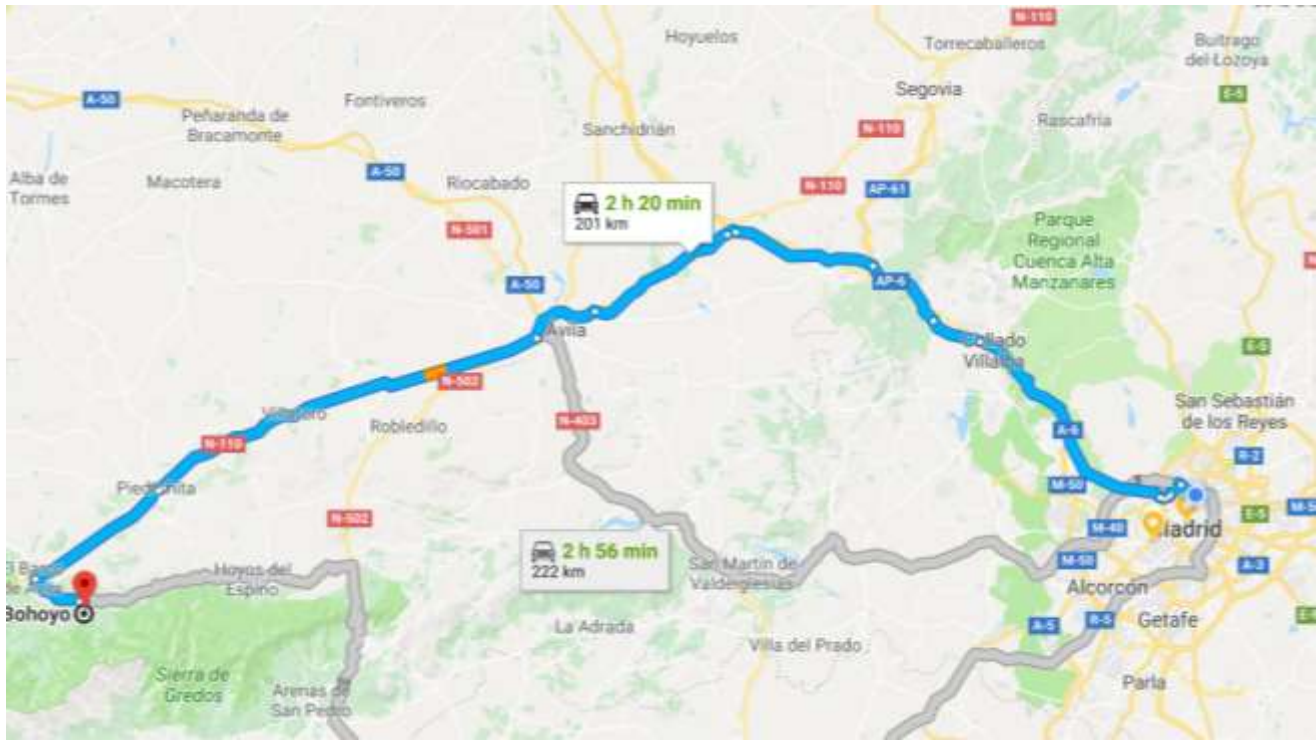 N-110
Hoyuelos
Torrecaballeros
Buitrago
del Lozoya
A-50
Fontiveros
Segovia
E-5
Peñaranda de
Bracamonte
Sanchidrián
N-110
Rascafría
Alba de
Tormes
Macotera
A-50
Riocabado
N-110
AP-61
2 h 20 min
201 km
N-501
Parque
Regional
Cuenca Alta
Manzanares
A-50
AP-6
Ávila
Collado
Villalba
E-5
N-502
Villatoro
Robledillo
N-403
San Sebastián
de los Reyes
N-110
A-6
R-2
Piedrahíta
M-50
N-502
M-40
Madrid
E-5
2 h 56 min
222 km
Hoyos del
Espino
San Martín de
Valdeiglesias
M-50
A-3
Bohoyo
Alcorcón
La Adrada
A-5
R-5
Getafe
Villa del Prado
Sierra de
Gredos
Arenas de
San Pedro
Parla